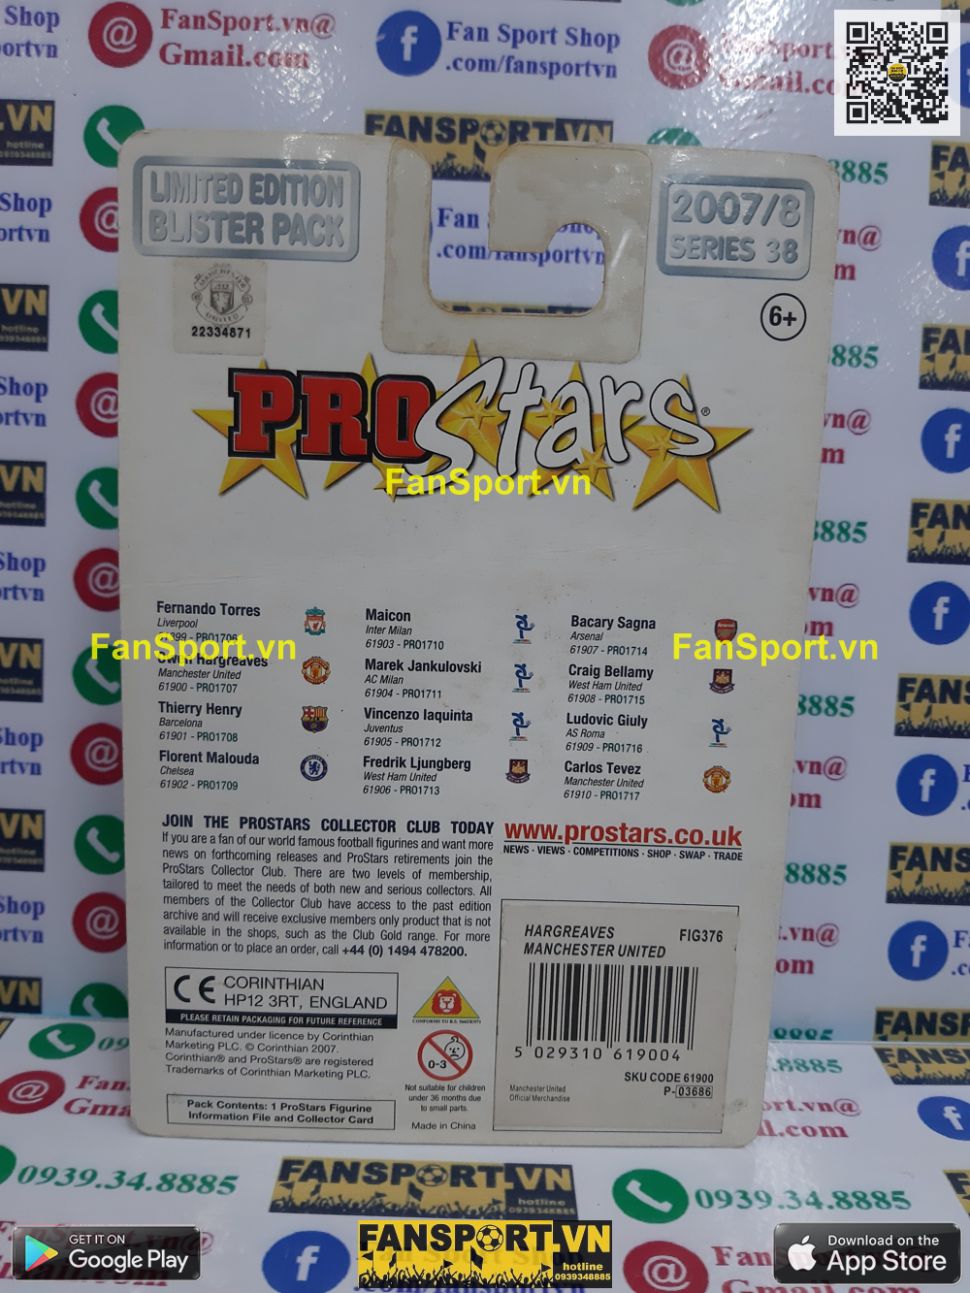 FanSport.VN@
Gmail.com
Fan Sport Shop
.com/fansportvn
FANSPORT.VN
LIMITED EDITION
BLISTER PACK
2007/8
SERIES 38
MANCHESTER
UNITED
22334871
6+
PROStars®
FanSport.vn
Fernando Torres
Liverpool
PRO1706
Owen Hargreaves
Manchester United
61900 - PRO1707
Thierry Henry
Barcelona
61901 - PRO1708
Florent Malouda
Chelsea
61902 - PRO1709
Maicon
Inter Milan
61903 - PRO1710
Marek Jankulovski
AC Milan
61904 - PRO1711
Vincenzo Iaquinta
Juventus
61905 - PRO1712
Fredrik Ljungberg
West Ham United
61906 - PRO1713
Bacary Sagna
Arsenal
61907 - PRO1714
Craig Bellamy
West Ham United
61908 - PRO1715
Ludovic Giuly
AS Roma
61909 - PRO1716
Carlos Tevez
Manchester United
61910 - PRO1717
FanSport.vn
FanSport.vn
JOIN THE PROSTARS COLLECTOR CLUB TODAY
If you are a fan of our world famous football figurines and want more
news on forthcoming releases and ProStars retirements join the
ProStars Collector Club. There are two levels of membership,
tailored to meet the needs of both new and serious collectors. All
members of the Collector Club have access to the past edition
archive and will receive exclusive members only product that is not
available in the shops, such as the Club Gold range. For more
information or to place an order, call +44 (0) 1494 478200.
www.prostars.co.uk
NEWS · VIEWS · COMPETITIONS · SHOP · SWAP · TRADE
CE CORINTHIAN
HP12 3RT, ENGLAND
PLEASE RETAIN PACKAGING FOR FUTURE REFERENCE
Manufactured under licence by Corinthian
Marketing PLC. © Corinthian 2007.
Corinthian® and ProStars® are registered
Trademarks of Corinthian Marketing PLC.
Pack Contents: 1 ProStars Figurine
Information File and Collector Card
0-3
Not suitable for children
under 36 months due
to small parts.
Made in China
HARGREAVES
MANCHESTER UNITED
FIG376
5 029310 619004
SKU CODE 61900
P-03686
Manchester United
Official Merchandise
0939.34.8885
FANSPORT.VN
hotline
0939348885
0939.34.8885
GET IT ON
Google Play
FANSPORT.VN
hotline
0939348885
Download on the
App Store